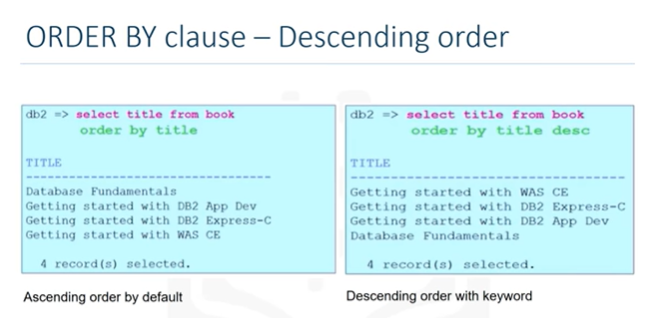 ORDER BY clause – Descending order
db2 => select title from book
order by title
TITLE
--------------------------------------------
Database Fundamentals
Getting started with DB2 App Dev
Getting started with DB2 Express-C
Getting started with WAS CE
4 record(s) selected.
Ascending order by default
db2 => select title from book
order by title desc
TITLE
--------------------------------------------
Getting started with WAS CE
Getting started with DB2 Express-C
Getting started with DB2 App Dev
Database Fundamentals
4 record(s) selected.
Descending order with keyword